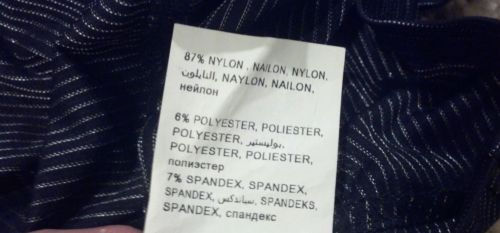 87% NYLON , NAILON, NYLON,
النايلون, NAYLON, NAILON,
нейлон
6% POLYESTER, POLIESTER,
POLYESTER, بوليستير,
POLYESTER, POLIESTER,
полиэстер
7% SPANDEX, SPANDEX,
SPANDEX, سباندكس, SPANDEKS,
SPANDEX, спандекс